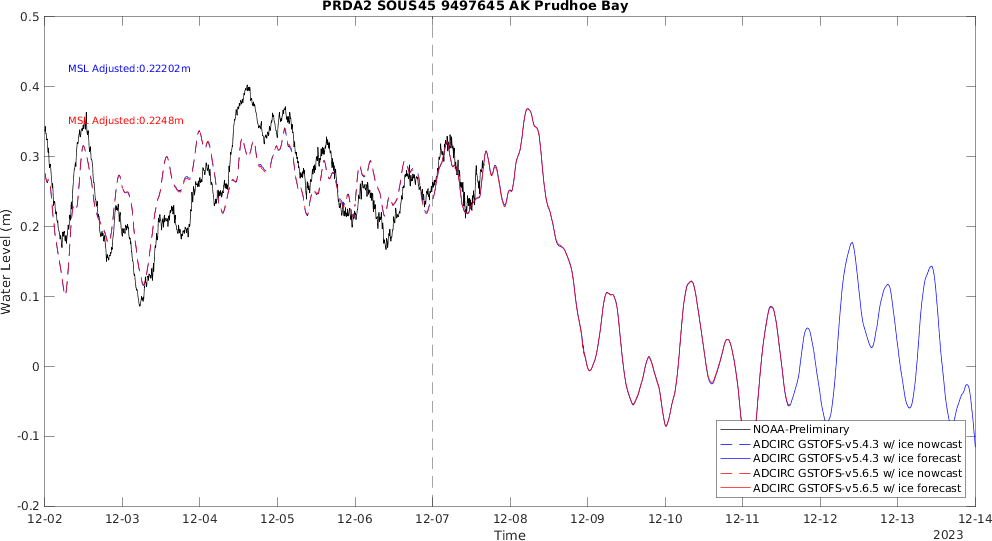 PRDA2 SOUS45 9497645 AK Prudhoe Bay
0.5
MSL Adjusted:0.22202m
0.4
MSL Adjusted:0.2248m
0.3
0.2
Water Level (m)
0.1
0
-0.1
-0.2
NOAA-Preliminary
ADCIRC GSTOFS-v5.4.3 w/ ice nowcast
ADCIRC GSTOFS-v5.4.3 w/ ice forecast
ADCIRC GSTOFS-v5.6.5 w/ ice nowcast
ADCIRC GSTOFS-v5.6.5 w/ ice forecast
12-02 12-03 12-04 12-05 12-06 12-07 12-08 12-09 12-10 12-11 12-12 12-13 12-14
Time
2023